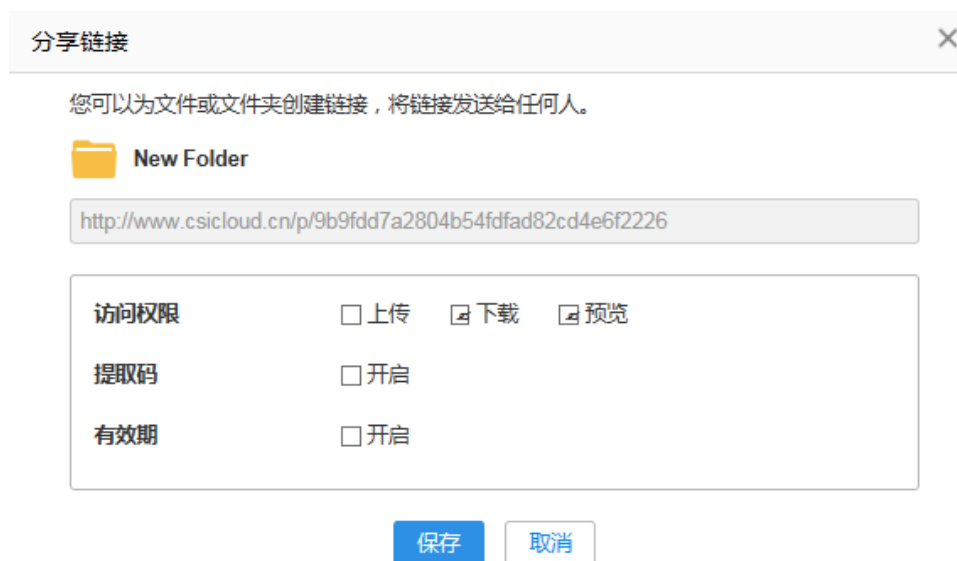 分享链接
您可以为文件或文件夹创建链接，将链接发送给任何人。
New Folder
http://www.csicloud.cn/p/9b9fdd7a2804b54fdfad82cd4e6f2226
访问权限 上传 下载 预览
提取码 开启
有效期 开启
保存 取消